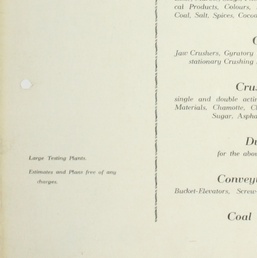 cal Products, Colours,
Coal, Salt, Spices, Cocoa
Jaw Crushers, Gyratory
stationary Crushing
Cru
single and double acti
Materials, Chamotte, C
Sugar, Aspha
D
for the abo
Convey
Bucket-Elevators, Screw
Coal
Large Testing Plants.
Estimates and Plans free of any
charges.